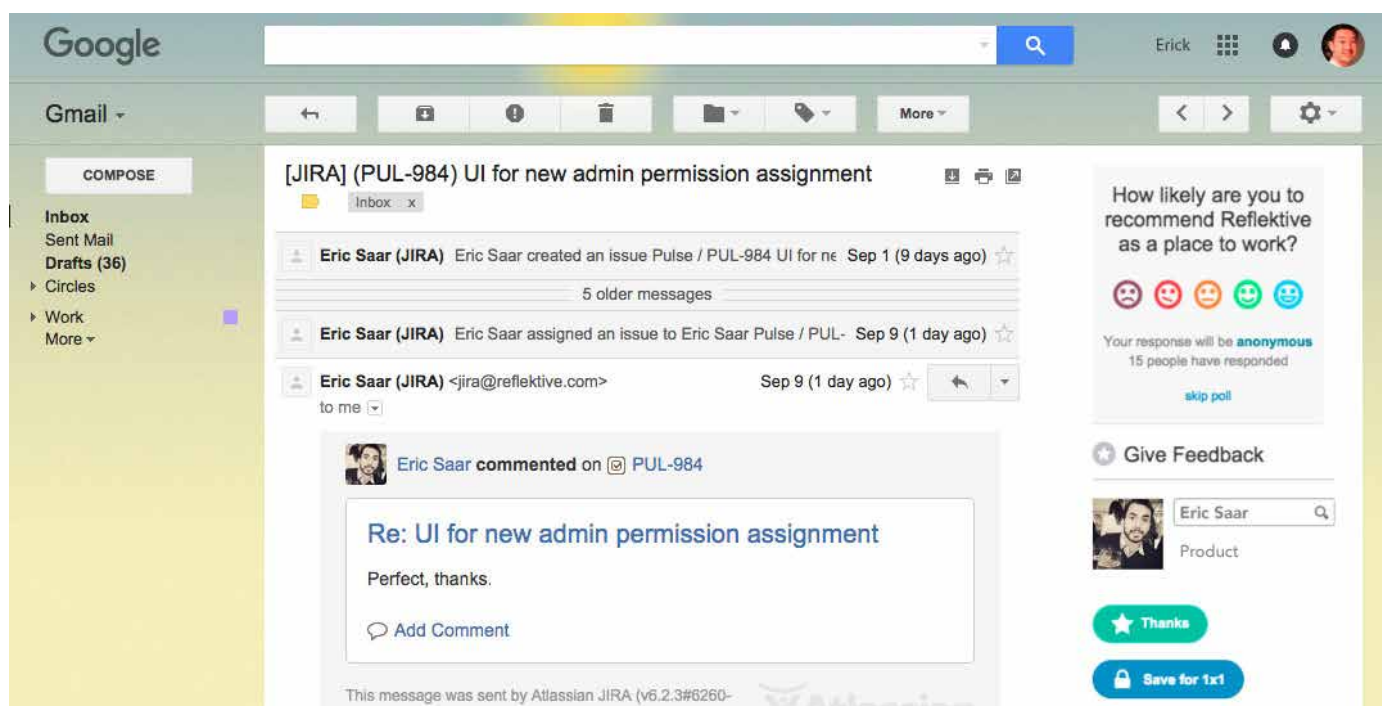 Google
Erick
Gmail
More
COMPOSE
Inbox
Sent Mail
Drafts (36)
Circles
Work
More
[JIRA] (PUL-984) UI for new admin permission assignment
Inbox x
Eric Saar (JIRA) Eric Saar created an issue Pulse / PUL-984 UI for ne Sep 1 (9 days ago)
5 older messages
Eric Saar (JIRA) Eric Saar assigned an issue to Eric Saar Pulse / PUL- Sep 9 (1 day ago)
Eric Saar (JIRA) <jira@reflektive.com> Sep 9 (1 day ago)
to me
Eric Saar commented on PUL-984
Re: UI for new admin permission assignment
Perfect, thanks.
Add Comment
This message was sent by Atlassian JIRA (v6.2.3#6260-
How likely are you to
recommend Reflektive
as a place to work?
Your response will be anonymous
15 people have responded
skip poll
Give Feedback
Eric Saar
Product
Thanks
Save for 1x1